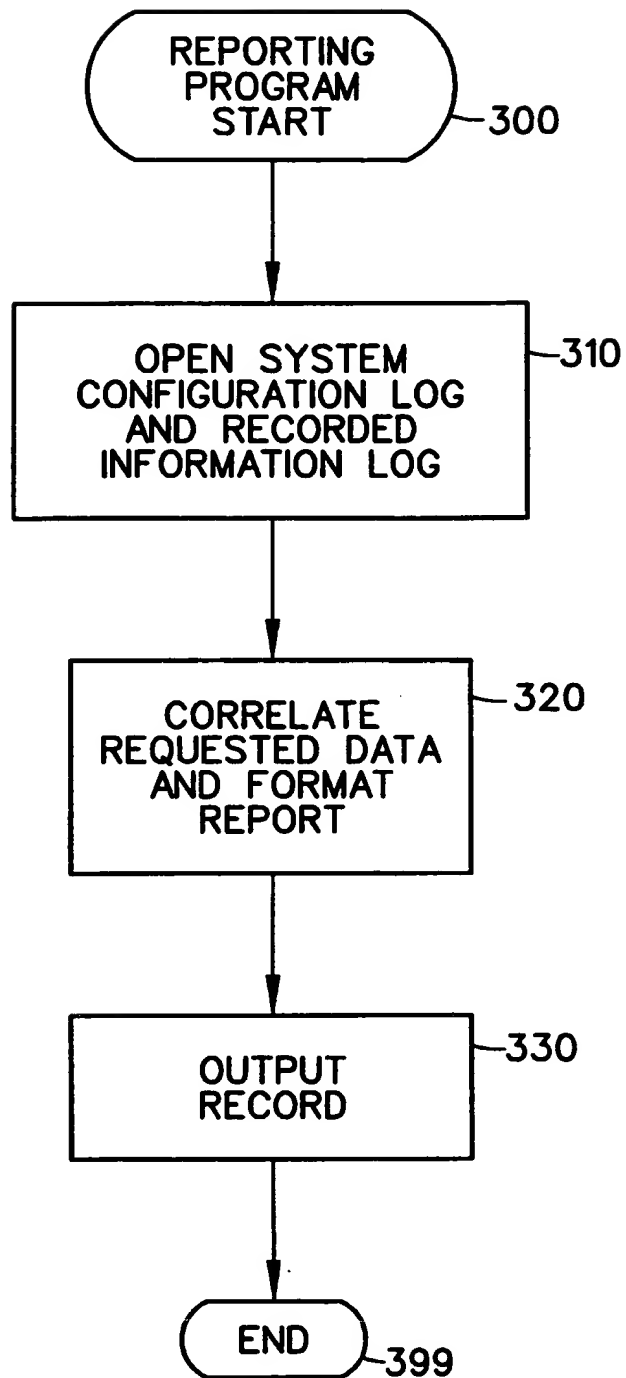 REPORTING
PROGRAM
START
300
OPEN SYSTEM
CONFIGURATION LOG
AND RECORDED
INFORMATION LOG
310
CORRELATE
REQUESTED DATA
AND FORMAT
REPORT
320
OUTPUT
RECORD
330
END
399